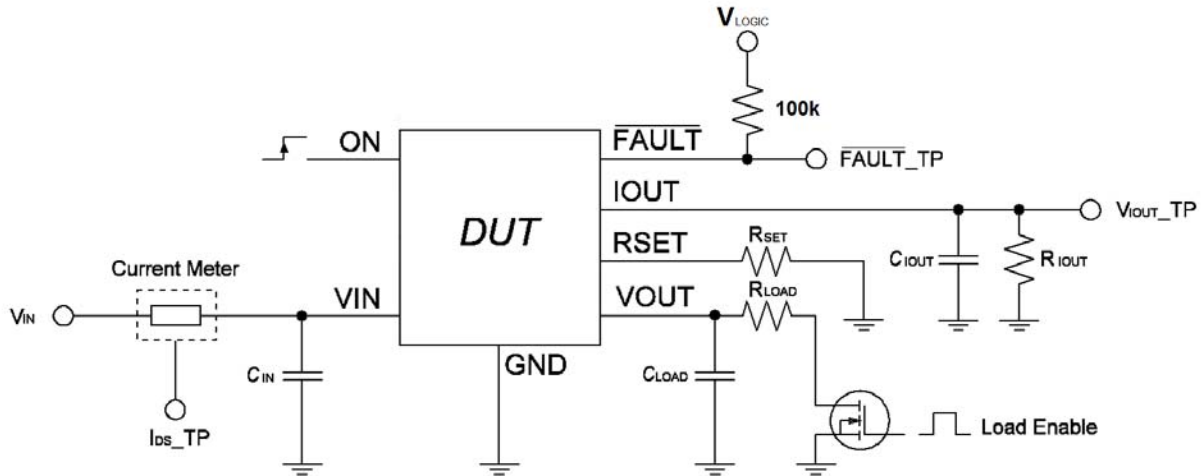 VLOGIC
100k
ON
FAULT
FAULT_TP
IOUT
VIOUT_TP
DUT
RSET
RSET
CIOUT
RIOUT
Current Meter
VIN
VIN
VOUT
RLOAD
GND
CIN
CLOAD
IDS_TP
Load Enable